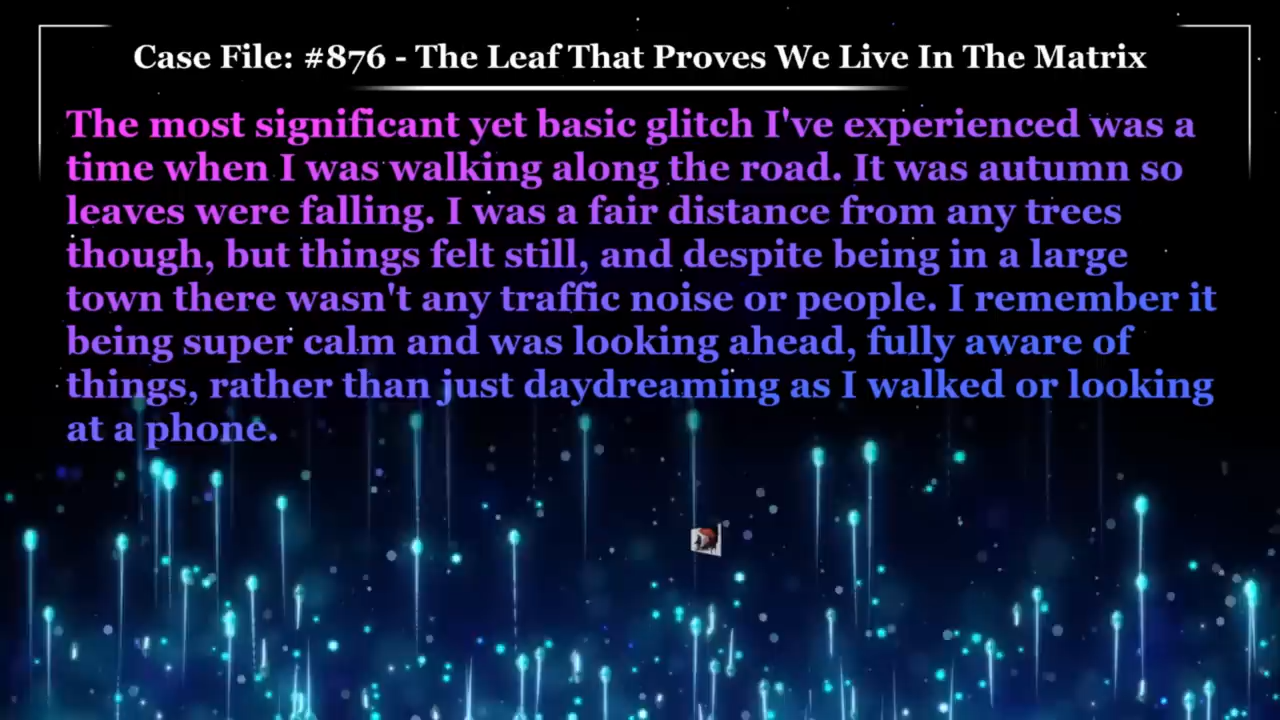 Case File: #876 - The Leaf That Proves We Live In The Matrix
The most significant yet basic glitch I've experienced was a
time when I was walking along the road. It was autumn so
leaves were falling. I was a fair distance from any trees
though, but things felt still, and despite being in a large
town there wasn't any traffic noise or people. I remember it
being super calm and was looking ahead, fully aware of
things, rather than just daydreaming as I walked or looking
at a phone.